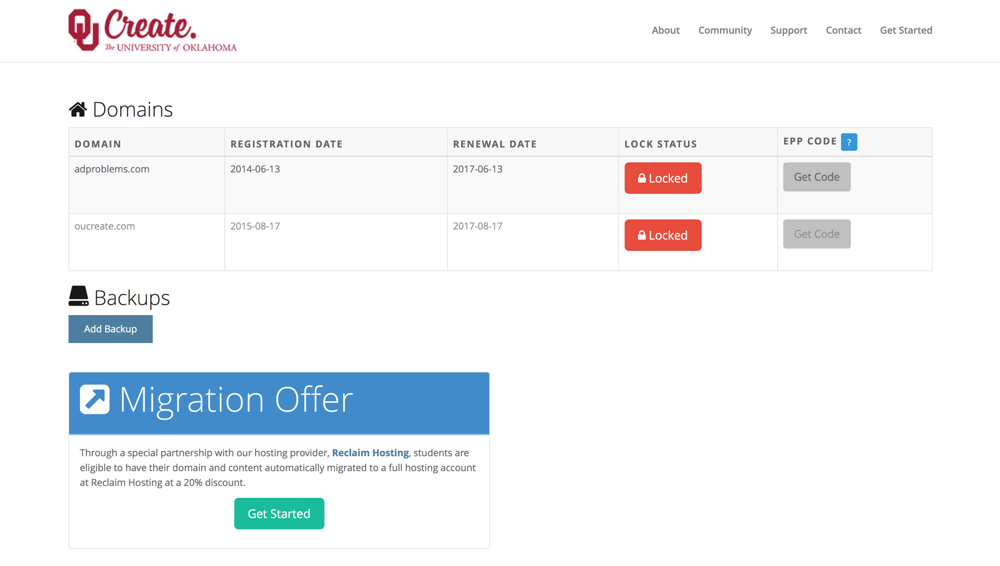 OU Create.
The UNIVERSITY of OKLAHOMA
About Community Support Contact Get Started
Domains
DOMAIN REGISTRATION DATE RENEWAL DATE LOCK STATUS EPP CODE ?
adproblems.com 2014-06-13 2017-06-13 Locked Get Code
oucreate.com 2015-08-17 2017-08-17 Locked Get Code
Backups
Add Backup
Migration Offer
Through a special partnership with our hosting provider, Reclaim Hosting, students are
eligible to have their domain and content automatically migrated to a full hosting account
at Reclaim Hosting at a 20% discount.
Get Started